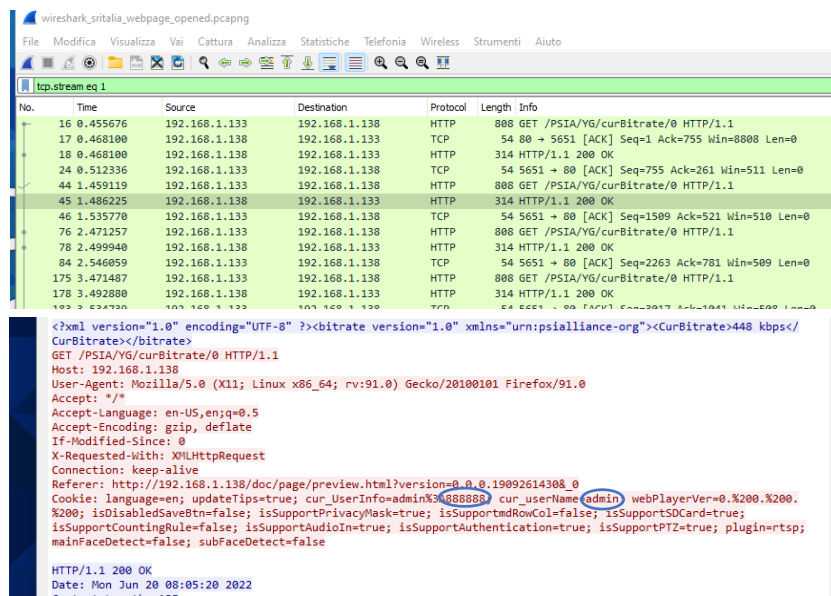 wireshark_sritalia_webpage_opened.pcapng
File Modifica Visualizza Vai Cattura Analizza Statistiche Telefonia Wireless Strumenti Aiuto
tcp.stream eq 1
No. Time Source Destination Protocol Length Info
16 0.455676 192.168.1.133 192.168.1.138 HTTP 808 GET /PSIA/YG/curBitrate/0 HTTP/1.1
17 0.468100 192.168.1.138 192.168.1.133 TCP 54 80 → 5651 [ACK] Seq=1 Ack=755 Win=8808 Len=0
18 0.468100 192.168.1.138 192.168.1.133 HTTP 314 HTTP/1.1 200 OK
24 0.512336 192.168.1.133 192.168.1.138 TCP 54 5651 → 80 [ACK] Seq=755 Ack=261 Win=511 Len=0
44 1.459119 192.168.1.133 192.168.1.138 HTTP 808 GET /PSIA/YG/curBitrate/0 HTTP/1.1
45 1.486225 192.168.1.138 192.168.1.133 HTTP 314 HTTP/1.1 200 OK
46 1.535770 192.168.1.133 192.168.1.138 TCP 54 5651 → 80 [ACK] Seq=1509 Ack=521 Win=510 Len=0
76 2.471257 192.168.1.133 192.168.1.138 HTTP 808 GET /PSIA/YG/curBitrate/0 HTTP/1.1
78 2.499940 192.168.1.138 192.168.1.133 HTTP 314 HTTP/1.1 200 OK
84 2.546059 192.168.1.133 192.168.1.138 TCP 54 5651 → 80 [ACK] Seq=2263 Ack=781 Win=509 Len=0
175 3.471487 192.168.1.133 192.168.1.138 HTTP 808 GET /PSIA/YG/curBitrate/0 HTTP/1.1
178 3.492880 192.168.1.138 192.168.1.133 HTTP 314 HTTP/1.1 200 OK
192.168.1.133 192.168.1.138 TCP 54 5651 → 80 [ACK] Seq=3017 Ack=1041 Win=508 Len=0
<?xml version="1.0" encoding="UTF-8" ?><bitrate version="1.0" xmlns="urn:psialliance-org"><CurBitrate>448 kbps</
CurBitrate></bitrate>
GET /PSIA/YG/curBitrate/0 HTTP/1.1
Host: 192.168.1.138
User-Agent: Mozilla/5.0 (X11; Linux x86_64; rv:91.0) Gecko/20100101 Firefox/91.0
Accept: */*
Accept-Language: en-US,en;q=0.5
Accept-Encoding: gzip, deflate
If-Modified-Since: 0
X-Requested-With: XMLHttpRequest
Connection: keep-alive
Referer: http://192.168.1.138/doc/page/preview.html?version=0.0.0.1909261430&_0
Cookie: language=en; updateTips=true; cur_UserInfo=admin%3A888888; cur_userName=admin; webPlayerVer=0.%200.%200.
%200; isDisabledSaveBtn=false; isSupportPrivacyMask=true; isSupportmdRowCol=false; isSupportSDCard=true;
isSupportCountingRule=false; isSupportAudioIn=true; isSupportAuthentication=true; isSupportPTZ=true; plugin=rtsp;
mainFaceDetect=false; subFaceDetect=false
HTTP/1.1 200 OK
Date: Mon Jun 20 08:05:20 2022